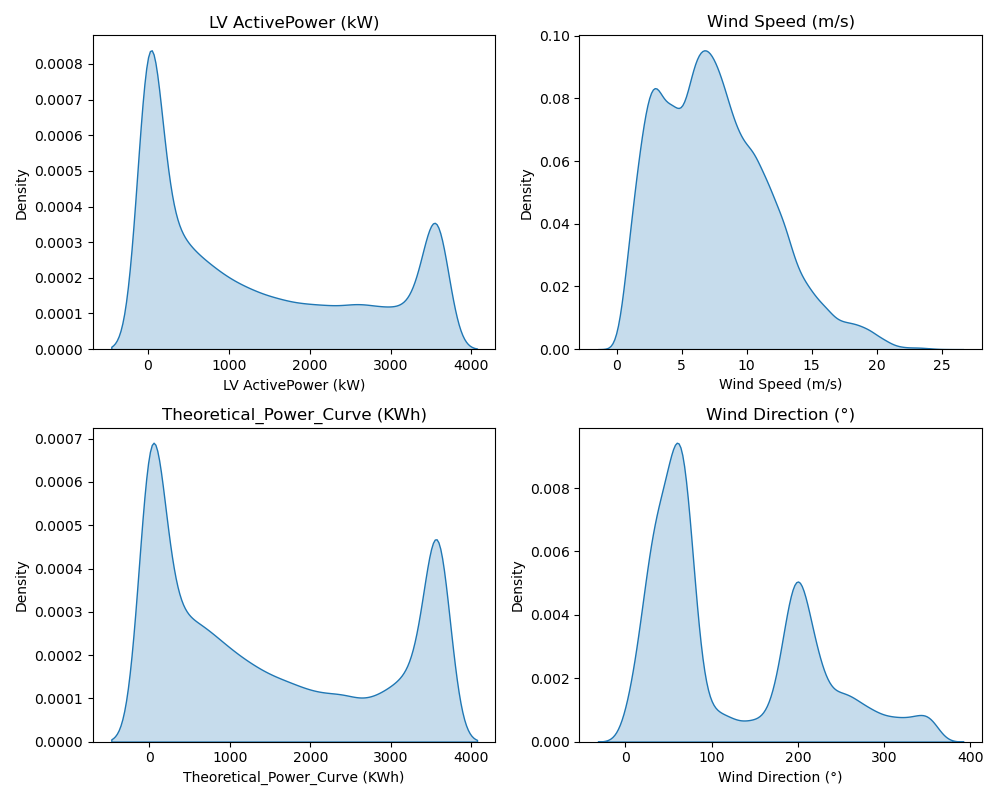 LV ActivePower (kW)
0.0008
0.0007
0.0006
0.0005
0.0004
0.0003
0.0002
0.0001
0.0000
Density
0 1000 2000 3000 4000
LV ActivePower (kW)
Wind Speed (m/s)
0.10
0.08
0.06
0.04
0.02
0.00
Density
0 5 10 15 20 25
Wind Speed (m/s)
Theoretical_Power_Curve (KWh)
0.0007
0.0006
0.0005
0.0004
0.0003
0.0002
0.0001
0.0000
Density
0 1000 2000 3000 4000
Theoretical_Power_Curve (KWh)
Wind Direction (°)
0.008
0.006
0.004
0.002
0.000
Density
0 100 200 300 400
Wind Direction (°)